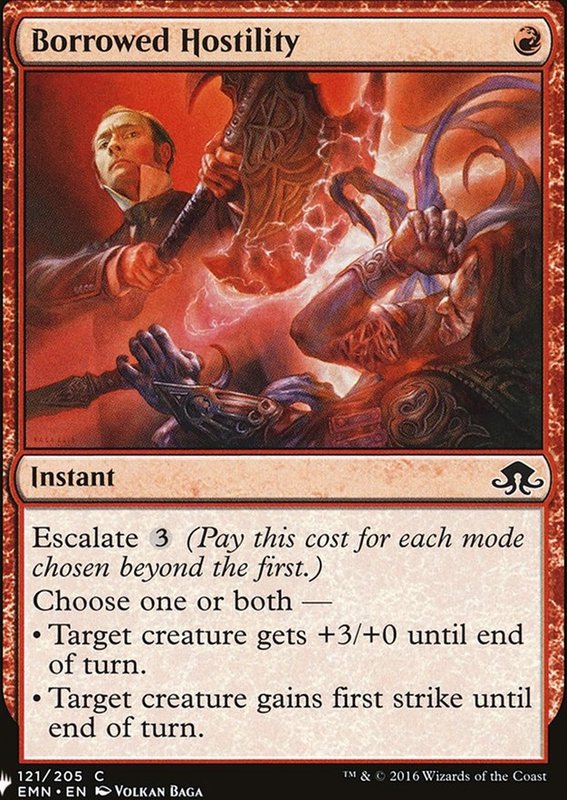 Borrowed Hostility
Instant
Escalate 3 (Pay this cost for each mode
chosen beyond the first.)
Choose one or both —
• Target creature gets +3/+0 until end
of turn.
• Target creature gains first strike until
end of turn.
121/205 C
EMN • EN Volkan Baga
™ & © 2016 Wizards of the Coast